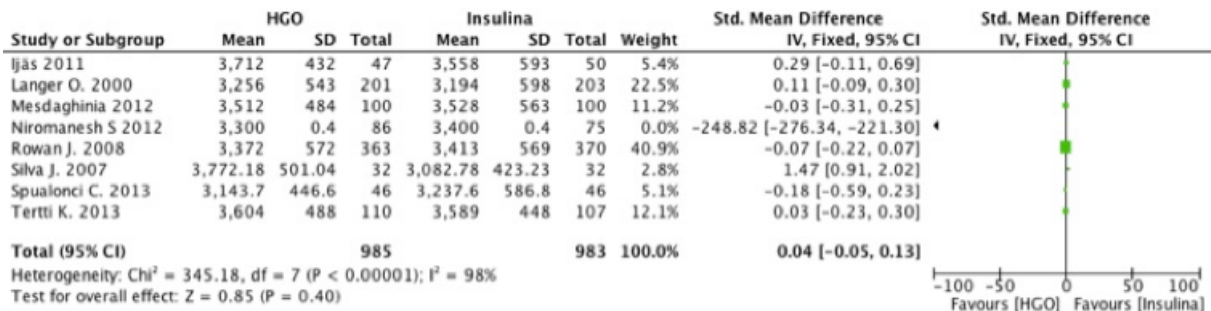 HGO Insulina Std. Mean Difference Std. Mean Difference
Study or Subgroup Mean SD Total Mean SD Total Weight IV, Fixed, 95% CI IV, Fixed, 95% CI
Ijäs 2011 3,712 432 47 3,558 593 50 5.4% 0.29 [-0.11, 0.69]
Langer O. 2000 3,256 543 201 3,194 598 203 22.5% 0.11 [-0.09, 0.30]
Mesdaghinia 2012 3,512 484 100 3,528 563 100 11.2% -0.03 [-0.31, 0.25]
Niromanesh S 2012 3,300 0.4 86 3,400 0.4 75 0.0% -248.82 [-276.34, -221.30]
Rowan J. 2008 3,372 572 363 3,413 569 370 40.9% -0.07 [-0.22, 0.07]
Silva J. 2007 3,772.18 501.04 32 3,082.78 423.23 32 2.8% 1.47 [0.91, 2.02]
Spualonci C. 2013 3,143.7 446.6 46 3,237.6 586.8 46 5.1% -0.18 [-0.59, 0.23]
Tertti K. 2013 3,604 488 110 3,589 448 107 12.1% 0.03 [-0.23, 0.30]
Total (95% CI) 985 983 100.0% 0.04 [-0.05, 0.13]
Heterogeneity: Chi² = 345.18, df = 7 (P < 0.00001); I² = 98%
Test for overall effect: Z = 0.85 (P = 0.40)
-100 -50 0 50 100
Favours [HGO] Favours [Insulina]